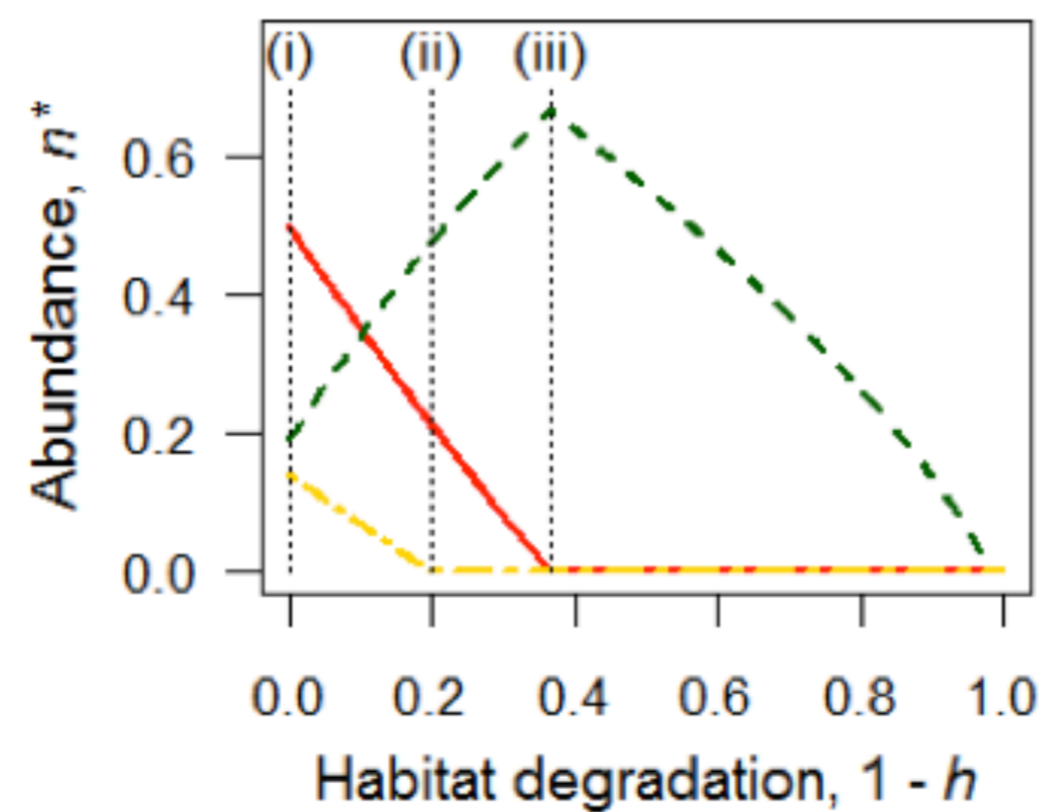 (i) (ii) (iii)
Abundance, n*
0.6
0.4
0.2
0.0
0.0 0.2 0.4 0.6 0.8 1.0
Habitat degradation, 1 - h